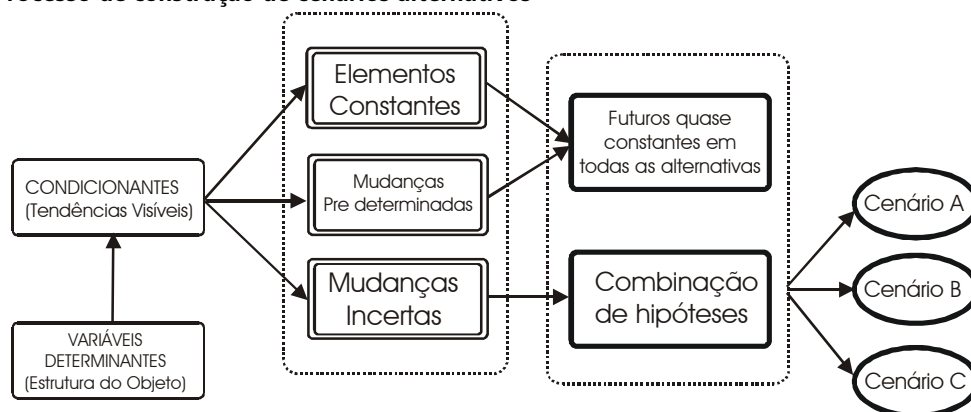 rocesso de construção de cenários alternativos
Elementos
Constantes
Futuros quase
constantes em
todas as alternativas
CONDICIONANTES
(Tendências Visíveis)
Mudanças
Pre determinadas
Cenário A
Mudanças
Incertas
Combinação
de hipóteses
Cenário B
VARIÁVEIS
DETERMINANTES
(Estrutura do Objeto)
Cenário C